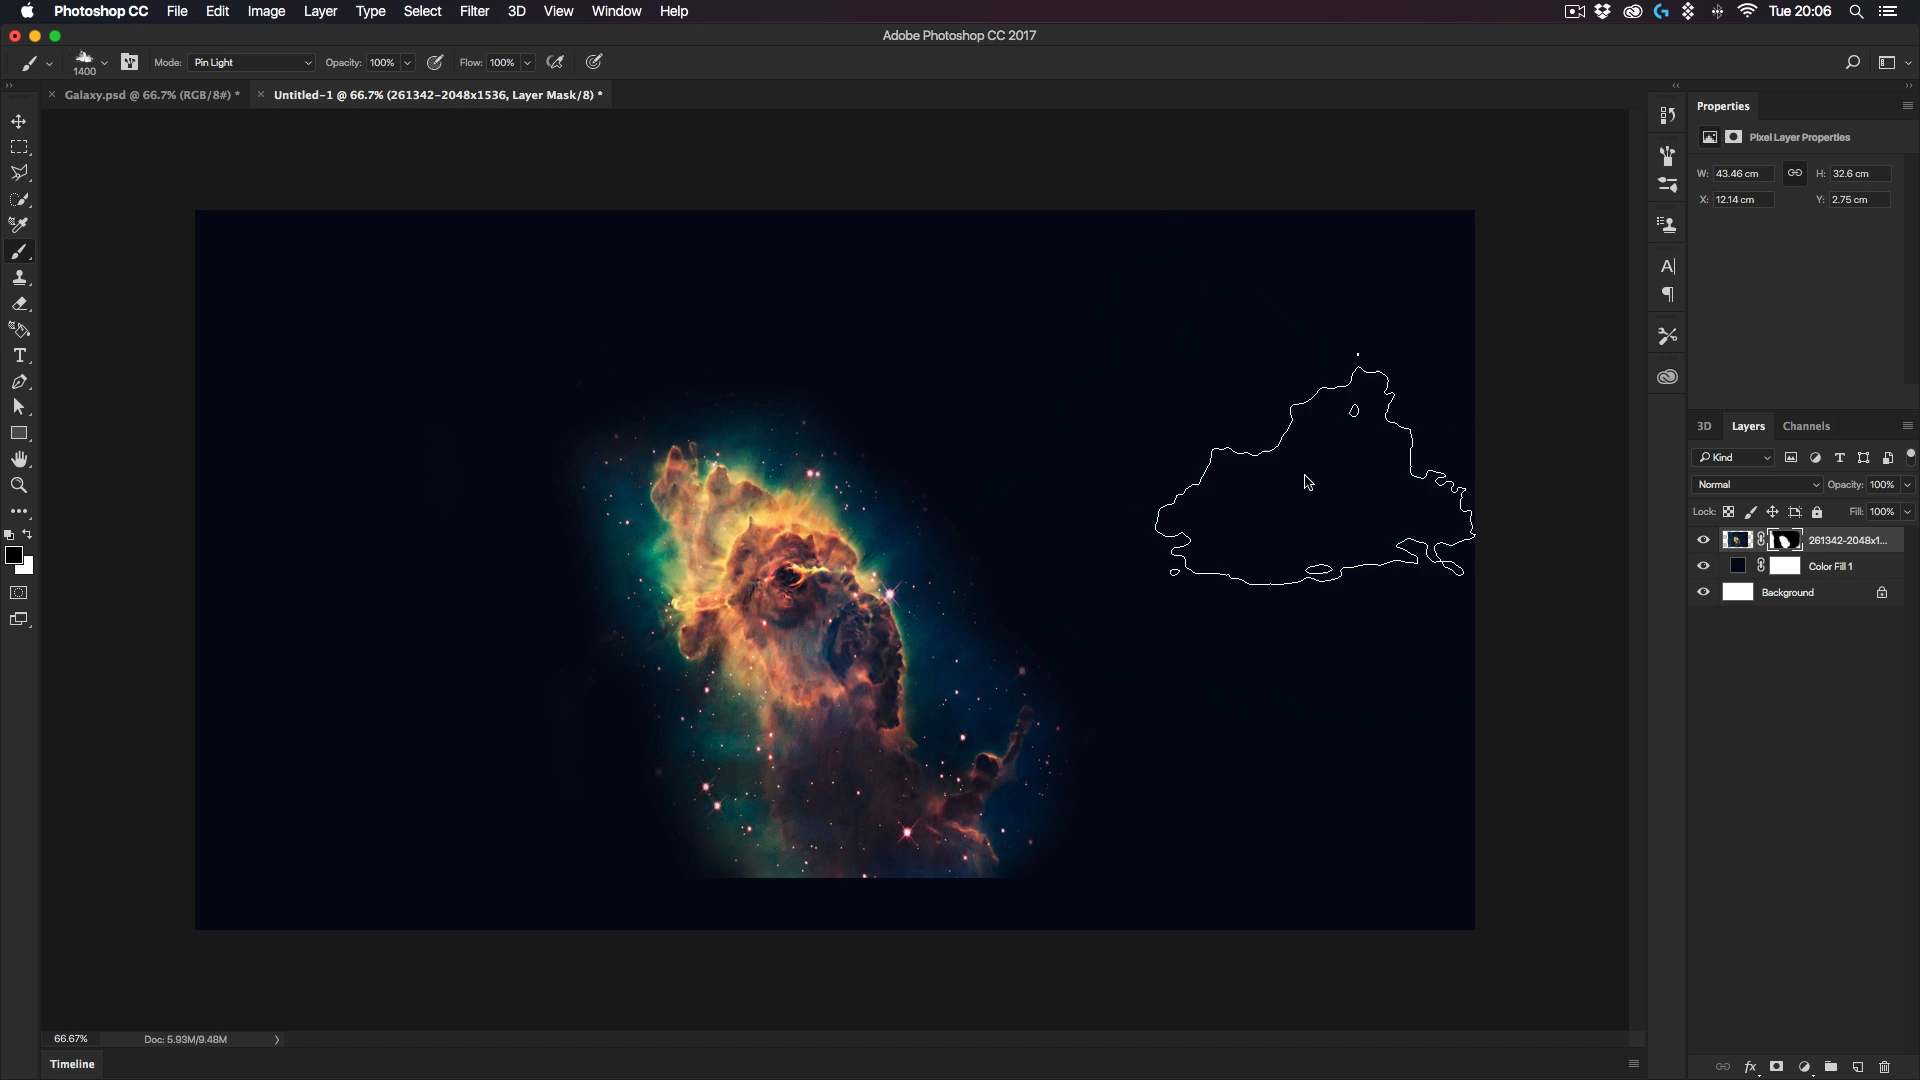 Photoshop CC File Edit Image Layer Type Select Filter 3D View Window Help Tue 20:06
Adobe Photoshop CC 2017
1400 Mode: Pin Light Opacity: 100% Flow: 100%
Galaxy.psd @ 66.7% (RGB/8#) * Untitled-1 @ 66.7% (261342-2048x1536, Layer Mask/8) *
Properties
Pixel Layer Properties
W: 43.46 cm H: 32.6 cm
X: 12.14 cm Y: 2.75 cm
3D Layers Channels
Kind
Normal Opacity: 100%
Lock: Fill: 100%
261342-2048x1...
Color Fill 1
Background
66.67% Doc: 5.93M/9.48M
Timeline